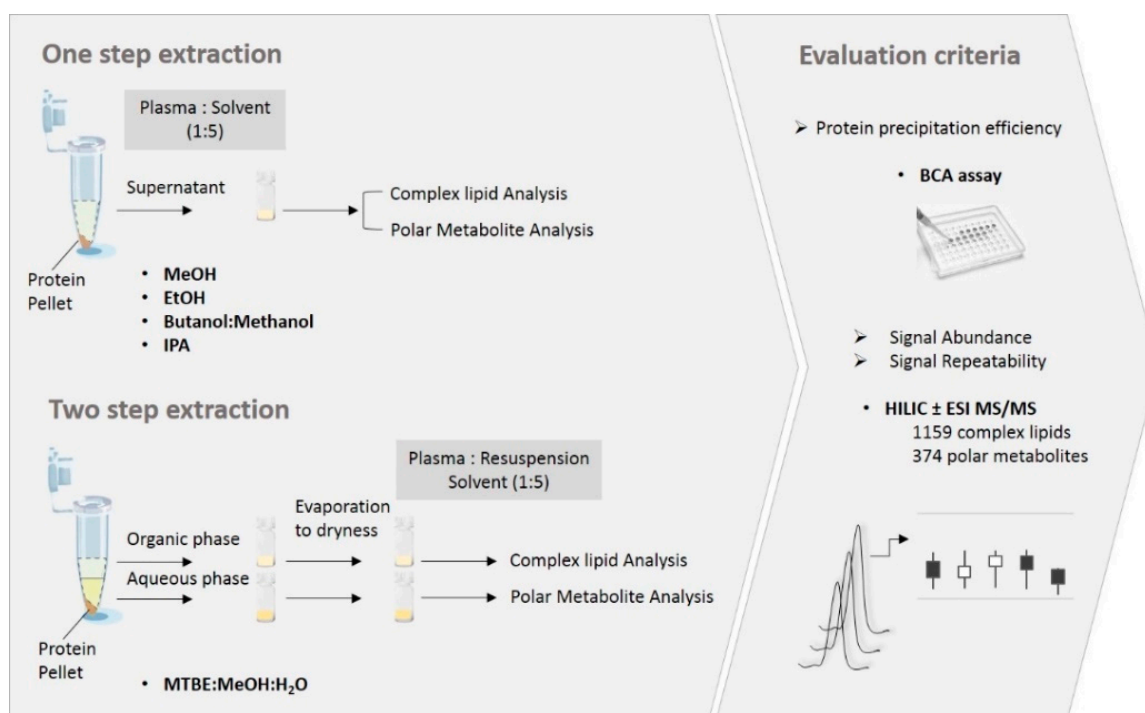 One step extraction
Plasma : Solvent
(1:5)
Supernatant
Complex lipid Analysis
Polar Metabolite Analysis
Protein
Pellet
• MeOH
• EtOH
• Butanol:Methanol
• IPA
Two step extraction
Plasma : Resuspension
Solvent (1:5)
Evaporation
to dryness
Organic phase
Aqueous phase
Complex lipid Analysis
Polar Metabolite Analysis
Protein
Pellet
• MTBE:MeOH:H₂O
Evaluation criteria
➢ Protein precipitation efficiency
• BCA assay
➢ Signal Abundance
➢ Signal Repeatability
• HILIC ± ESI MS/MS
1159 complex lipids
374 polar metabolites